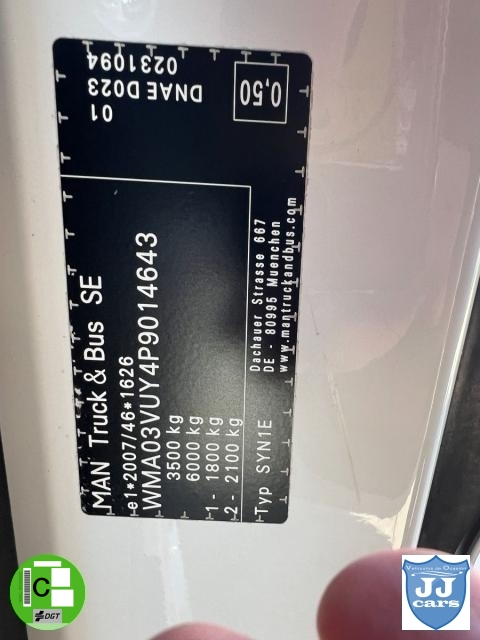 MAN Truck & Bus SE
e1*2007/46*1626
WMA03VUY4P9014643
3500 kg
6000 kg
1 - 1800 kg
2 - 2100 kg
Typ SYN1E
Dachauer Strasse 667
DE - 80995 Muenchen
www.mantruckandbus.com
01
DNAE D023
0231094
0,50
C
DGT
JJ
cars